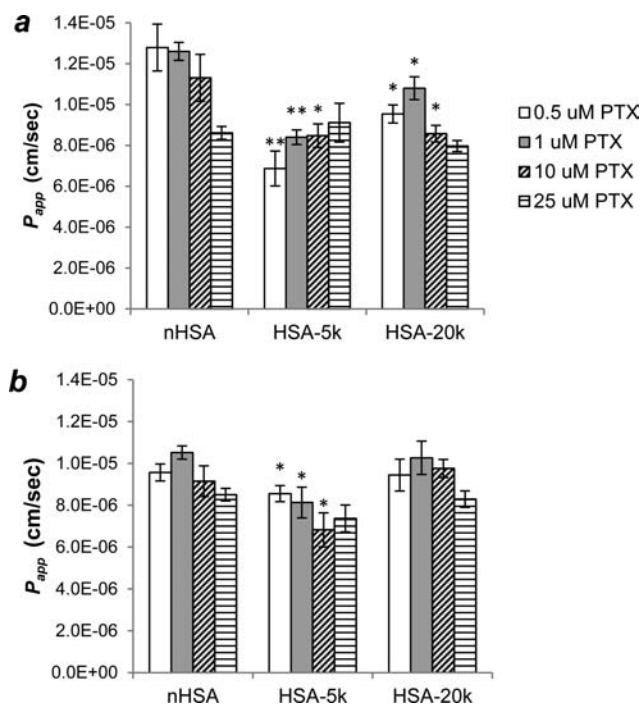 a
1.4E-05
1.2E-05
1.0E-05
8.0E-06
6.0E-06
4.0E-06
2.0E-06
0.0E+00
Papp (cm/sec)
** ** *
* * *
nHSA HSA-5k HSA-20k
0.5 uM PTX
1 uM PTX
10 uM PTX
25 uM PTX
b
1.4E-05
1.2E-05
1.0E-05
8.0E-06
6.0E-06
4.0E-06
2.0E-06
0.0E+00
Papp (cm/sec)
* * *
nHSA HSA-5k HSA-20k